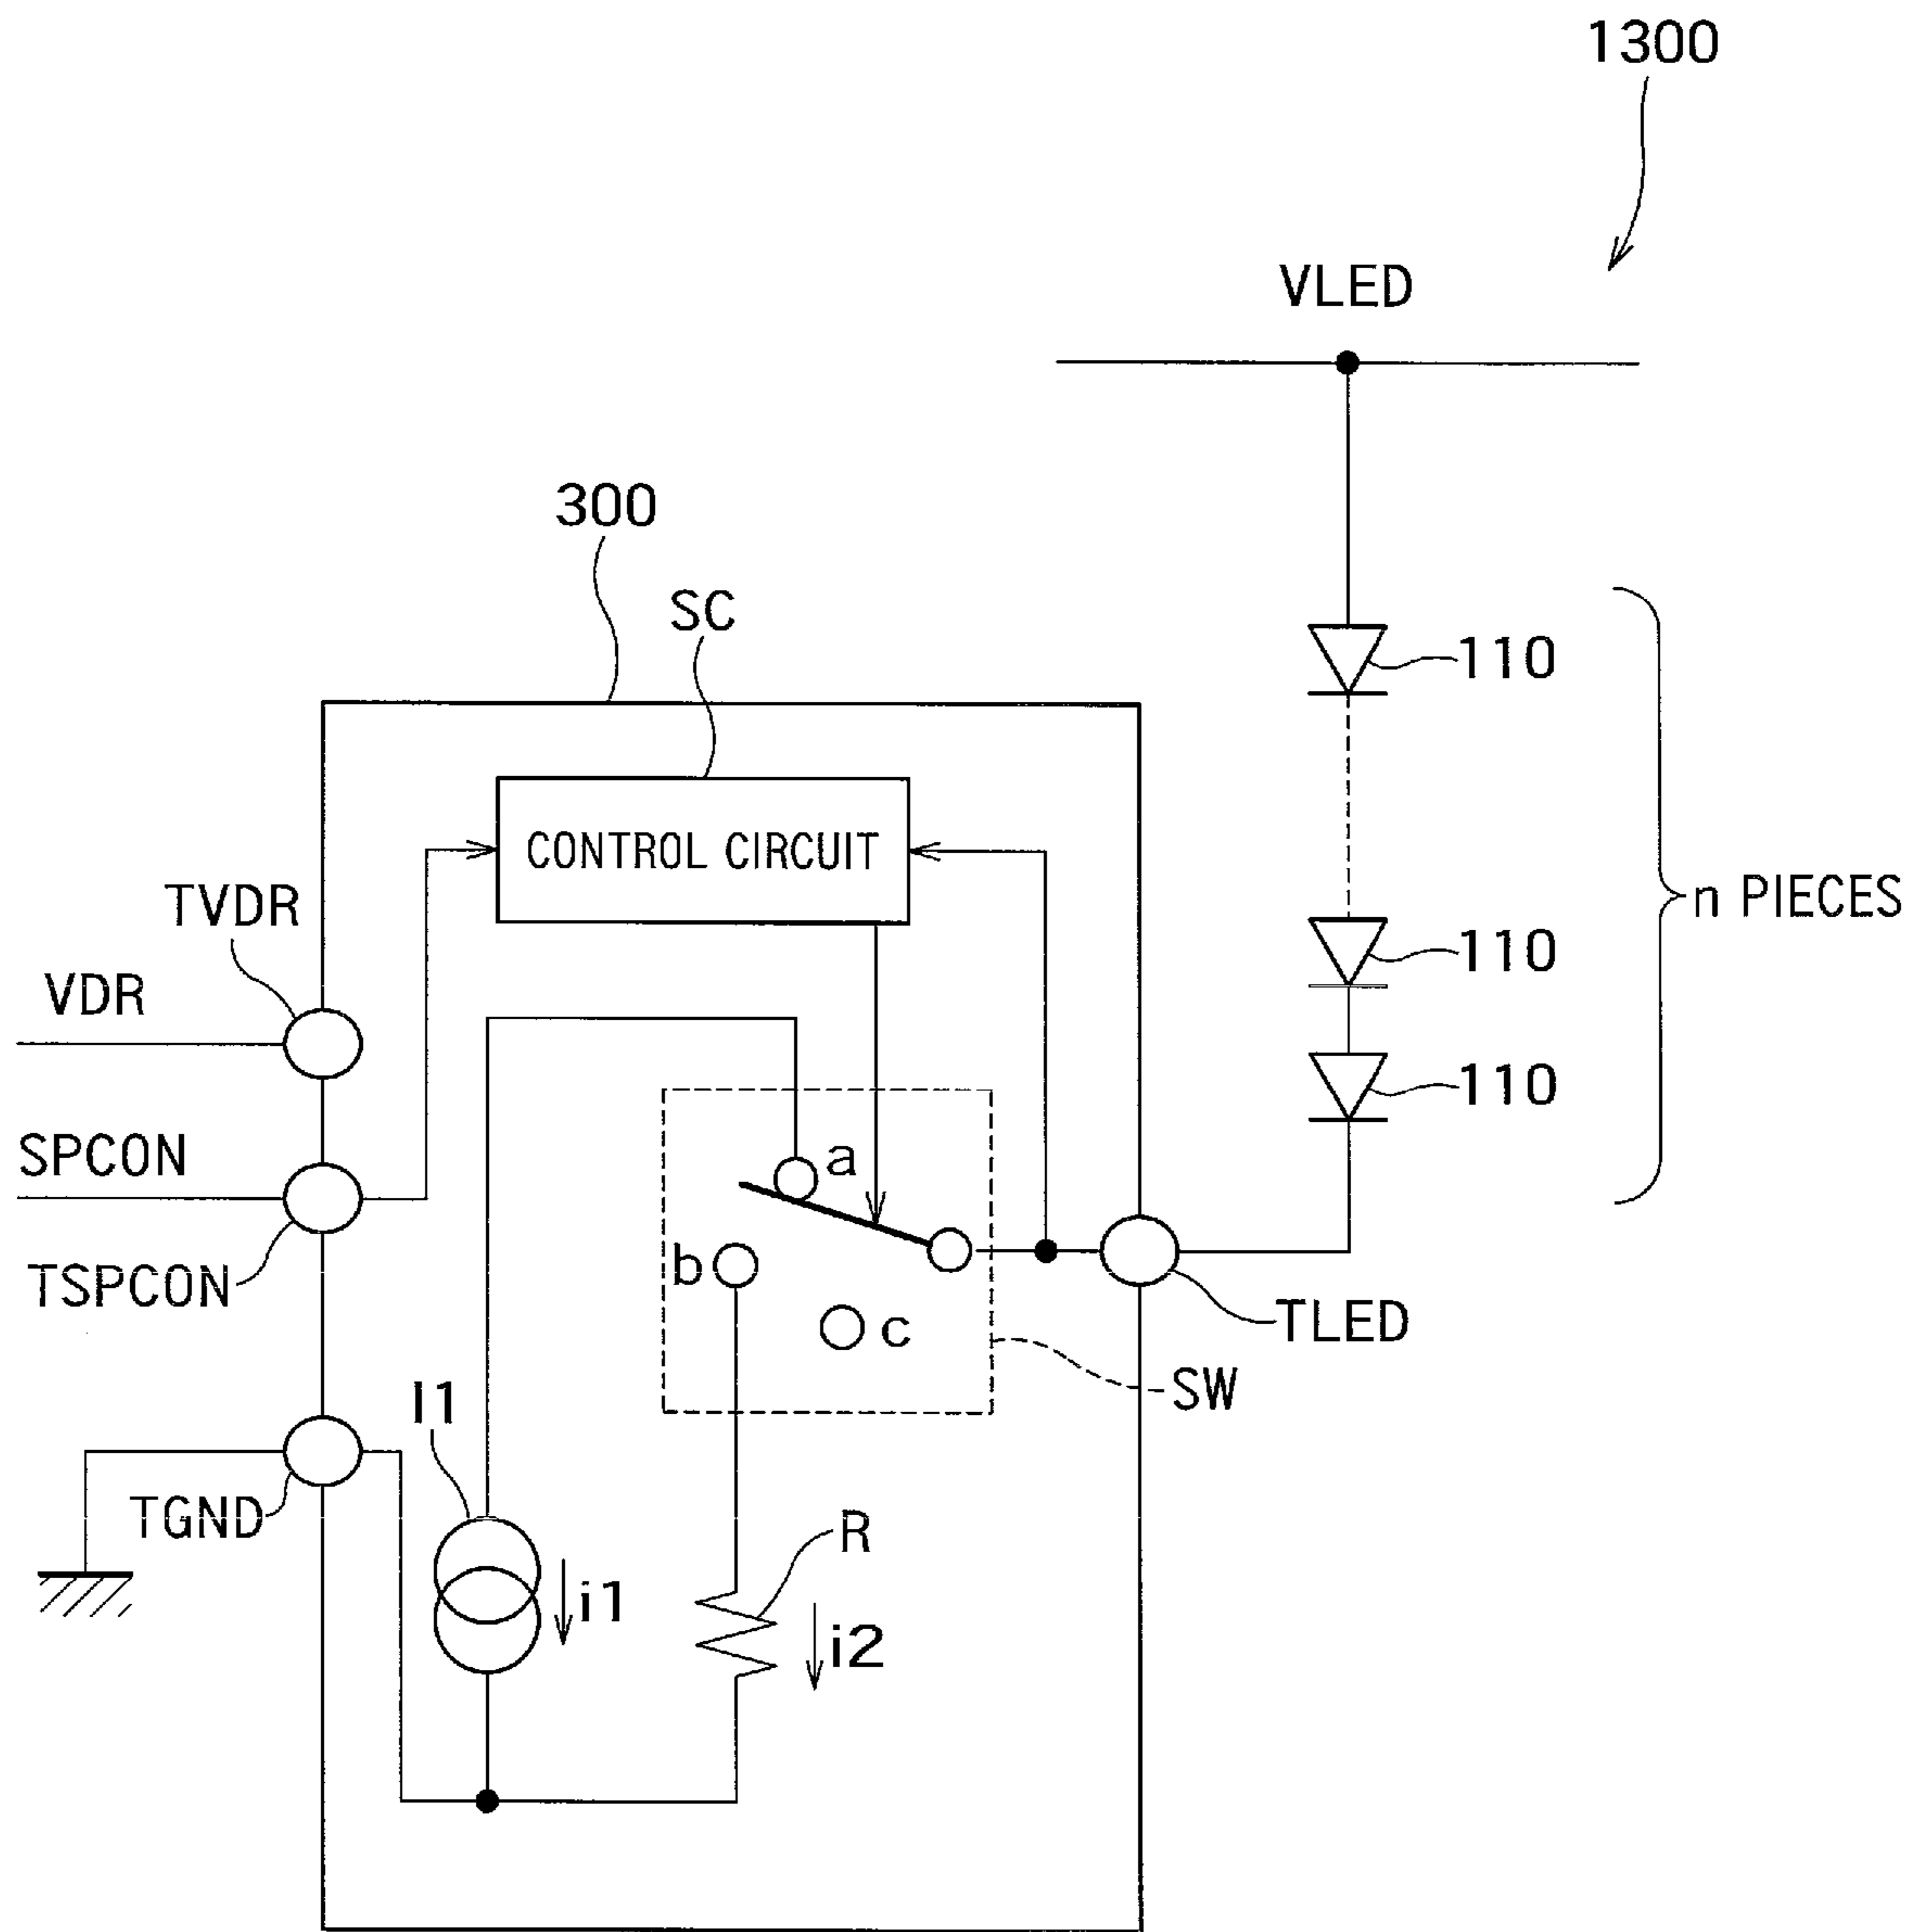 1300
VLED
300
SC
110
CONTROL CIRCUIT
TVDR
n PIECES
110
VDR
110
SPCON
a
b
TSPCON
c
TLED
SW
I1
TGND
R
i1
i2